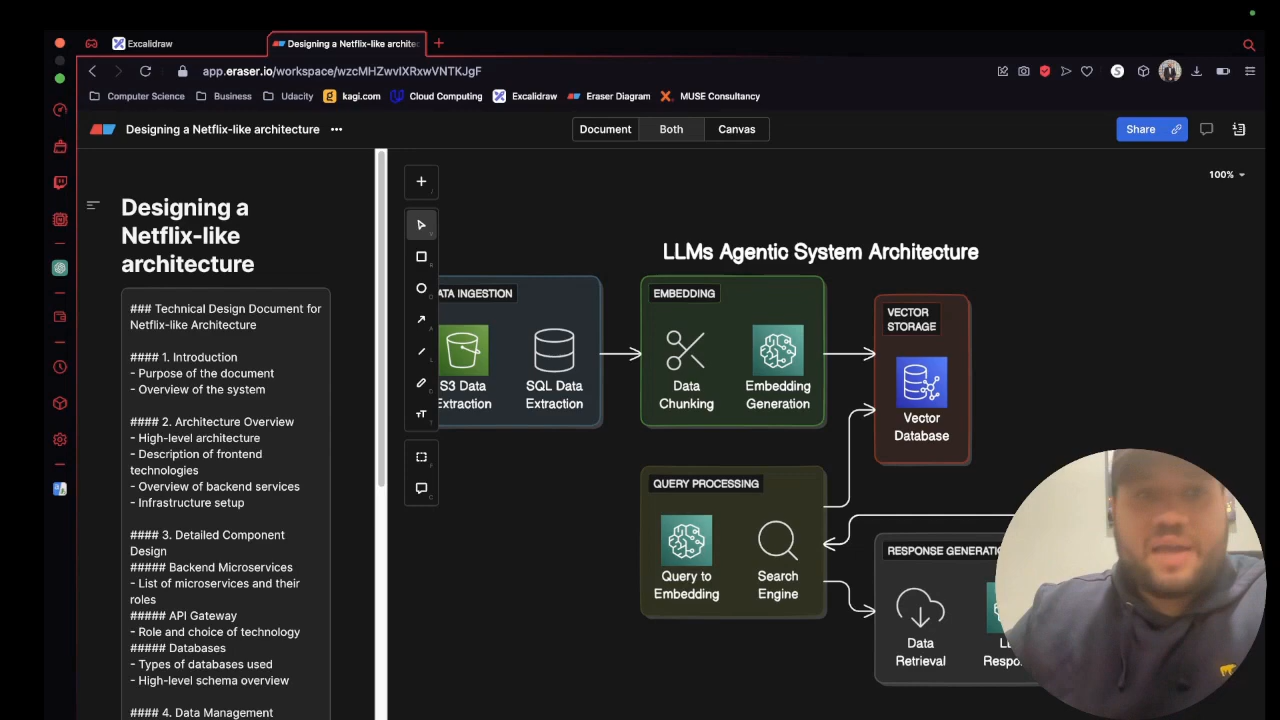 Excalidraw
Designing a Netflix-like archite
app.eraser.io/workspace/wzcMHZwvIXRxwVNTKJgF
Computer Science
Business
Udacity
kagi.com
Cloud Computing
Excalidraw
Eraser Diagram
MUSE Consultancy
Designing a Netflix-like architecture
Document
Both
Canvas
Share
100%
Designing a
Netflix-like
architecture
### Technical Design Document for
Netflix-like Architecture
#### 1. Introduction
- Purpose of the document
- Overview of the system
#### 2. Architecture Overview
- High-level architecture
- Description of frontend
technologies
- Overview of backend services
- Infrastructure setup
#### 3. Detailed Component
Design
##### Backend Microservices
- List of microservices and their
roles
##### API Gateway
- Role and choice of technology
##### Databases
- Types of databases used
- High-level schema overview
#### 4. Data Management
LLMs Agentic System Architecture
ATA INGESTION
S3 Data
Extraction
SQL Data
Extraction
EMBEDDING
Data
Chunking
Embedding
Generation
VECTOR
STORAGE
Vector
Database
QUERY PROCESSING
Query to
Embedding
Search
Engine
RESPONSE GENERATIO
Data
Retrieval
Respo